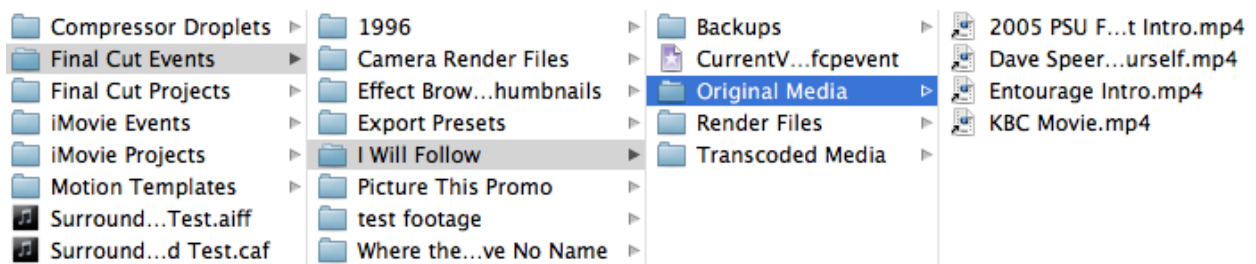 Compressor Droplets
Final Cut Events
Final Cut Projects
iMovie Events
iMovie Projects
Motion Templates
Surround...Test.aiff
Surround...d Test.caf
1996
Camera Render Files
Effect Brow...humbnails
Export Presets
I Will Follow
Picture This Promo
test footage
Where the...ve No Name
Backups
CurrentV...fcpevent
Original Media
Render Files
Transcoded Media
2005 PSU F...t Intro.mp4
Dave Speer...urself.mp4
Entourage Intro.mp4
KBC Movie.mp4